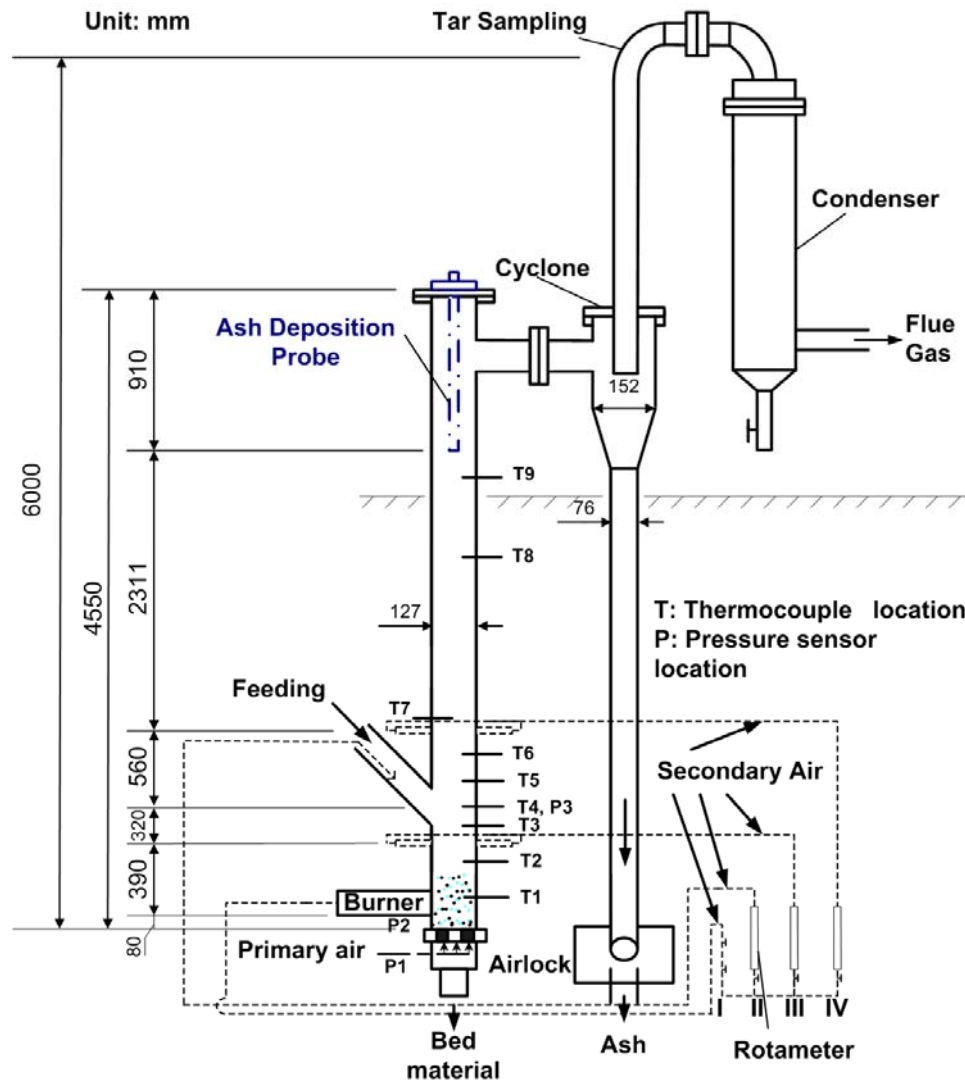 Unit: mm
Tar Sampling
Condenser
Cyclone
Flue
Gas
Ash Deposition
Probe
910
152
6000
T9
76
4550
2311
T8
T: Thermocouple location
P: Pressure sensor
location
127
Feeding
T7
560
T6
Secondary Air
T5
T4, P3
320
T3
T2
390
Burner
T1
P2
80
Primary air
P1
Airlock
I
II
III
IV
Bed
material
Ash
Rotameter